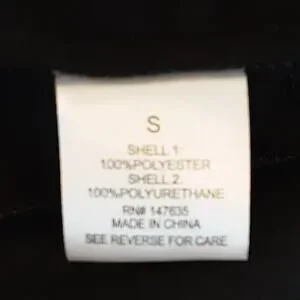 S
SHELL 1:
100%POLYESTER
SHELL 2:
100%POLYURETHANE
RN# 147635
MADE IN CHINA
SEE REVERSE FOR CARE